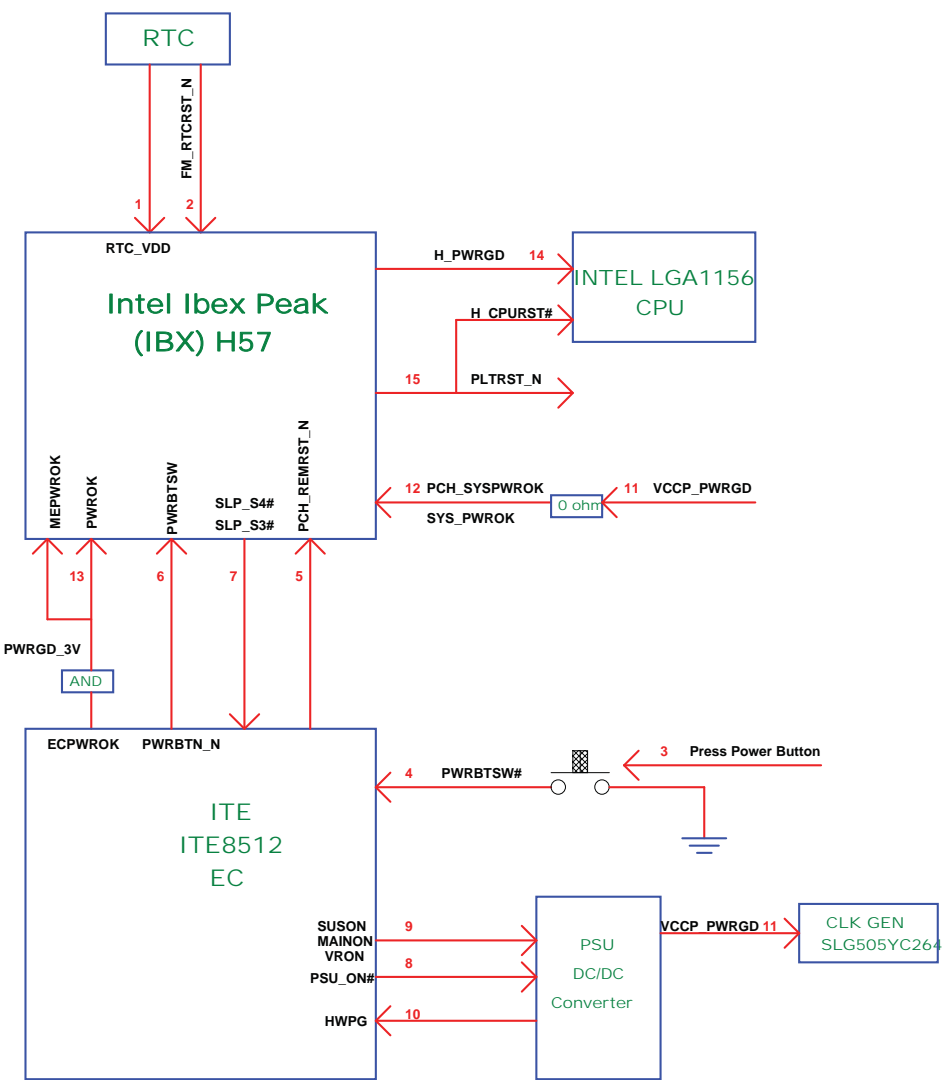 RTC
FM_RTCRST_N
1
2
RTC_VDD
Intel Ibex Peak
(IBX) H57
H_PWRGD
14
INTEL LGA1156
CPU
H_CPURST#
15
PLTRST_N
MEPWROK
PWROK
PWRBTSW
SLP_S4#
SLP_S3#
PCH_REMRST_N
12
PCH_SYSPWROK
SYS_PWROK
0 ohm
11
VCCP_PWRGD
13
6
7
5
PWRGD_3V
AND
ECPWROK
PWRBTN_N
3
Press Power Button
4
PWRBTSW#
ITE
ITE8512
EC
SUSON
MAINON
VRON
9
PSU_ON#
8
HWPG
10
PSU
DC/DC
Converter
VCCP_PWRGD
11
CLK GEN
SLG505YC264